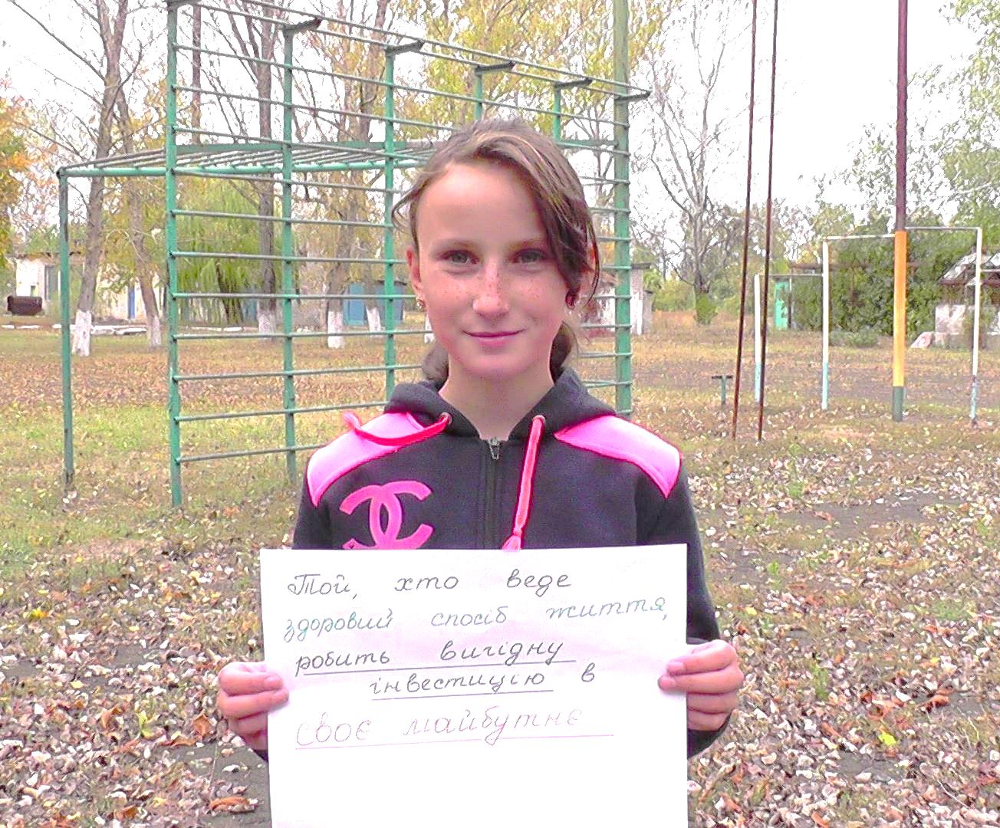 Той, хто веде
здоровий спосіб життя,
робить вигідну
інвестицію в
своє майбутнє